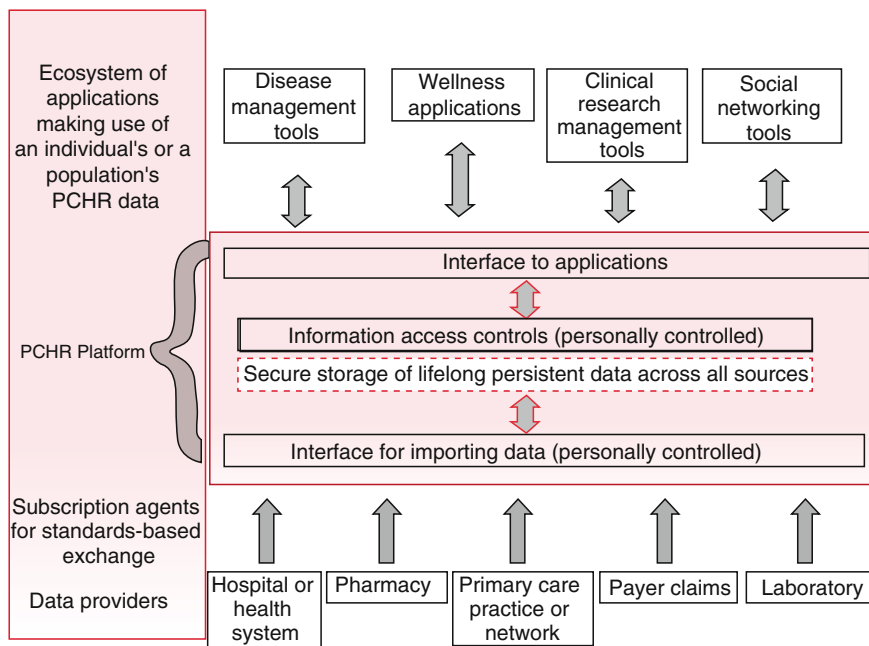 Ecosystem of
applications
making use of
an individual's or a
population's
PCHR data
Disease
management
tools
Wellness
applications
Clinical
research
management
tools
Social
networking
tools
PCHR Platform
Interface to applications
Information access controls (personally controlled)
Secure storage of lifelong persistent data across all sources
Interface for importing data (personally controlled)
Subscription agents
for standards-based
exchange
Data providers
Hospital or
health
system
Pharmacy
Primary care
practice or
network
Payer claims
Laboratory